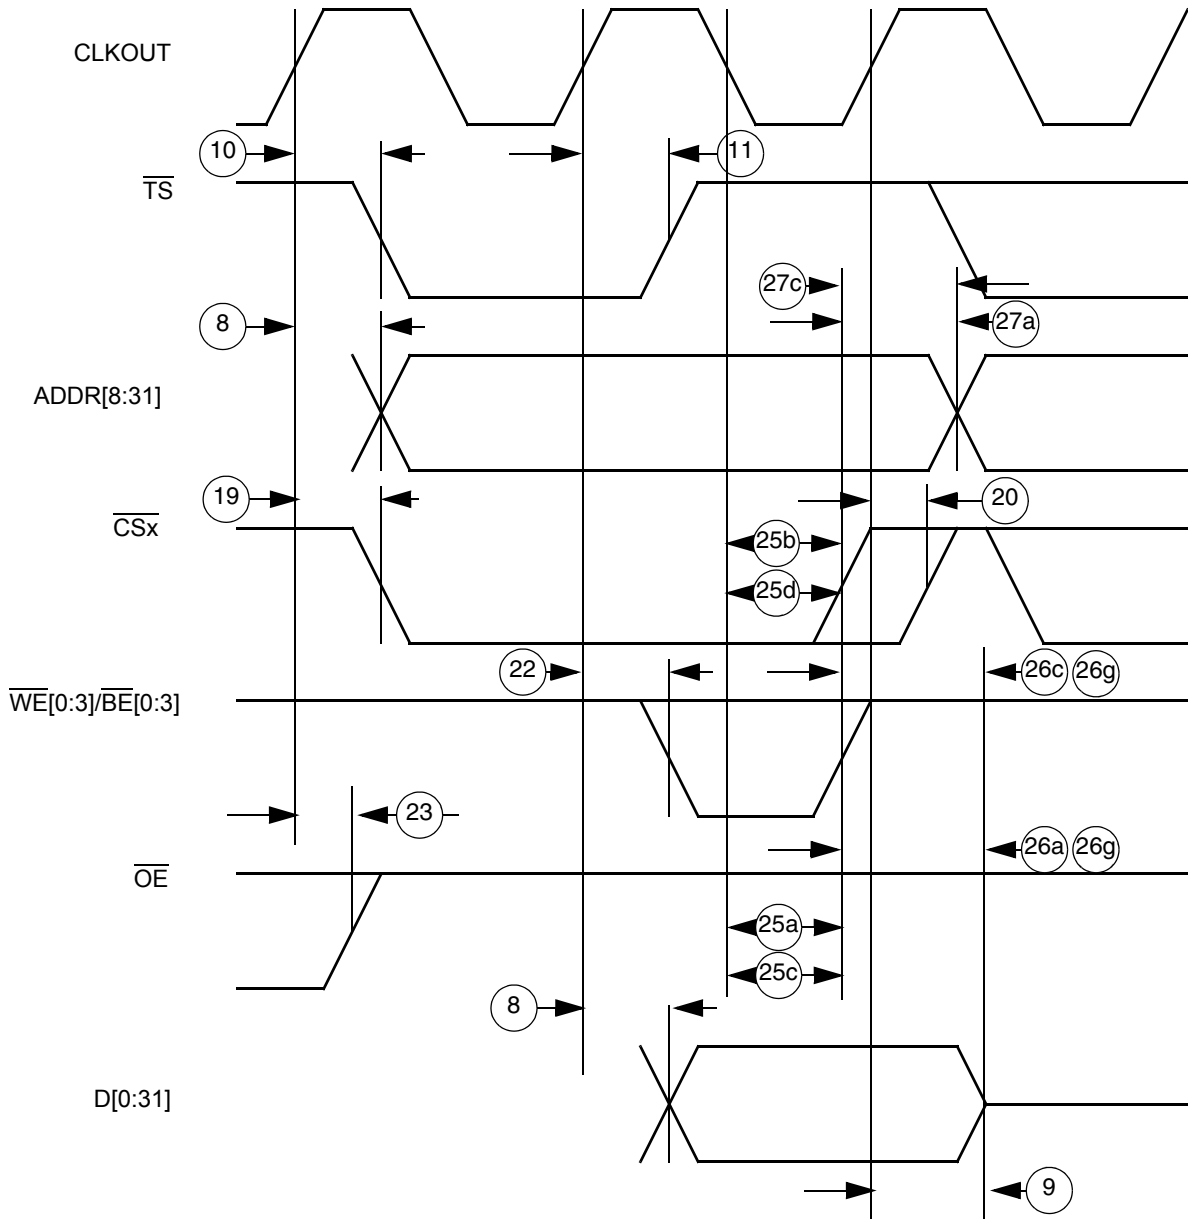 CLKOUT
10
11
TS
27c
8
27a
ADDR[8:31]
19
20
CSx
25b
25d
22
26c 26g
WE[0:3]/BE[0:3]
23
26a 26g
OE
25a
25c
8
D[0:31]
9